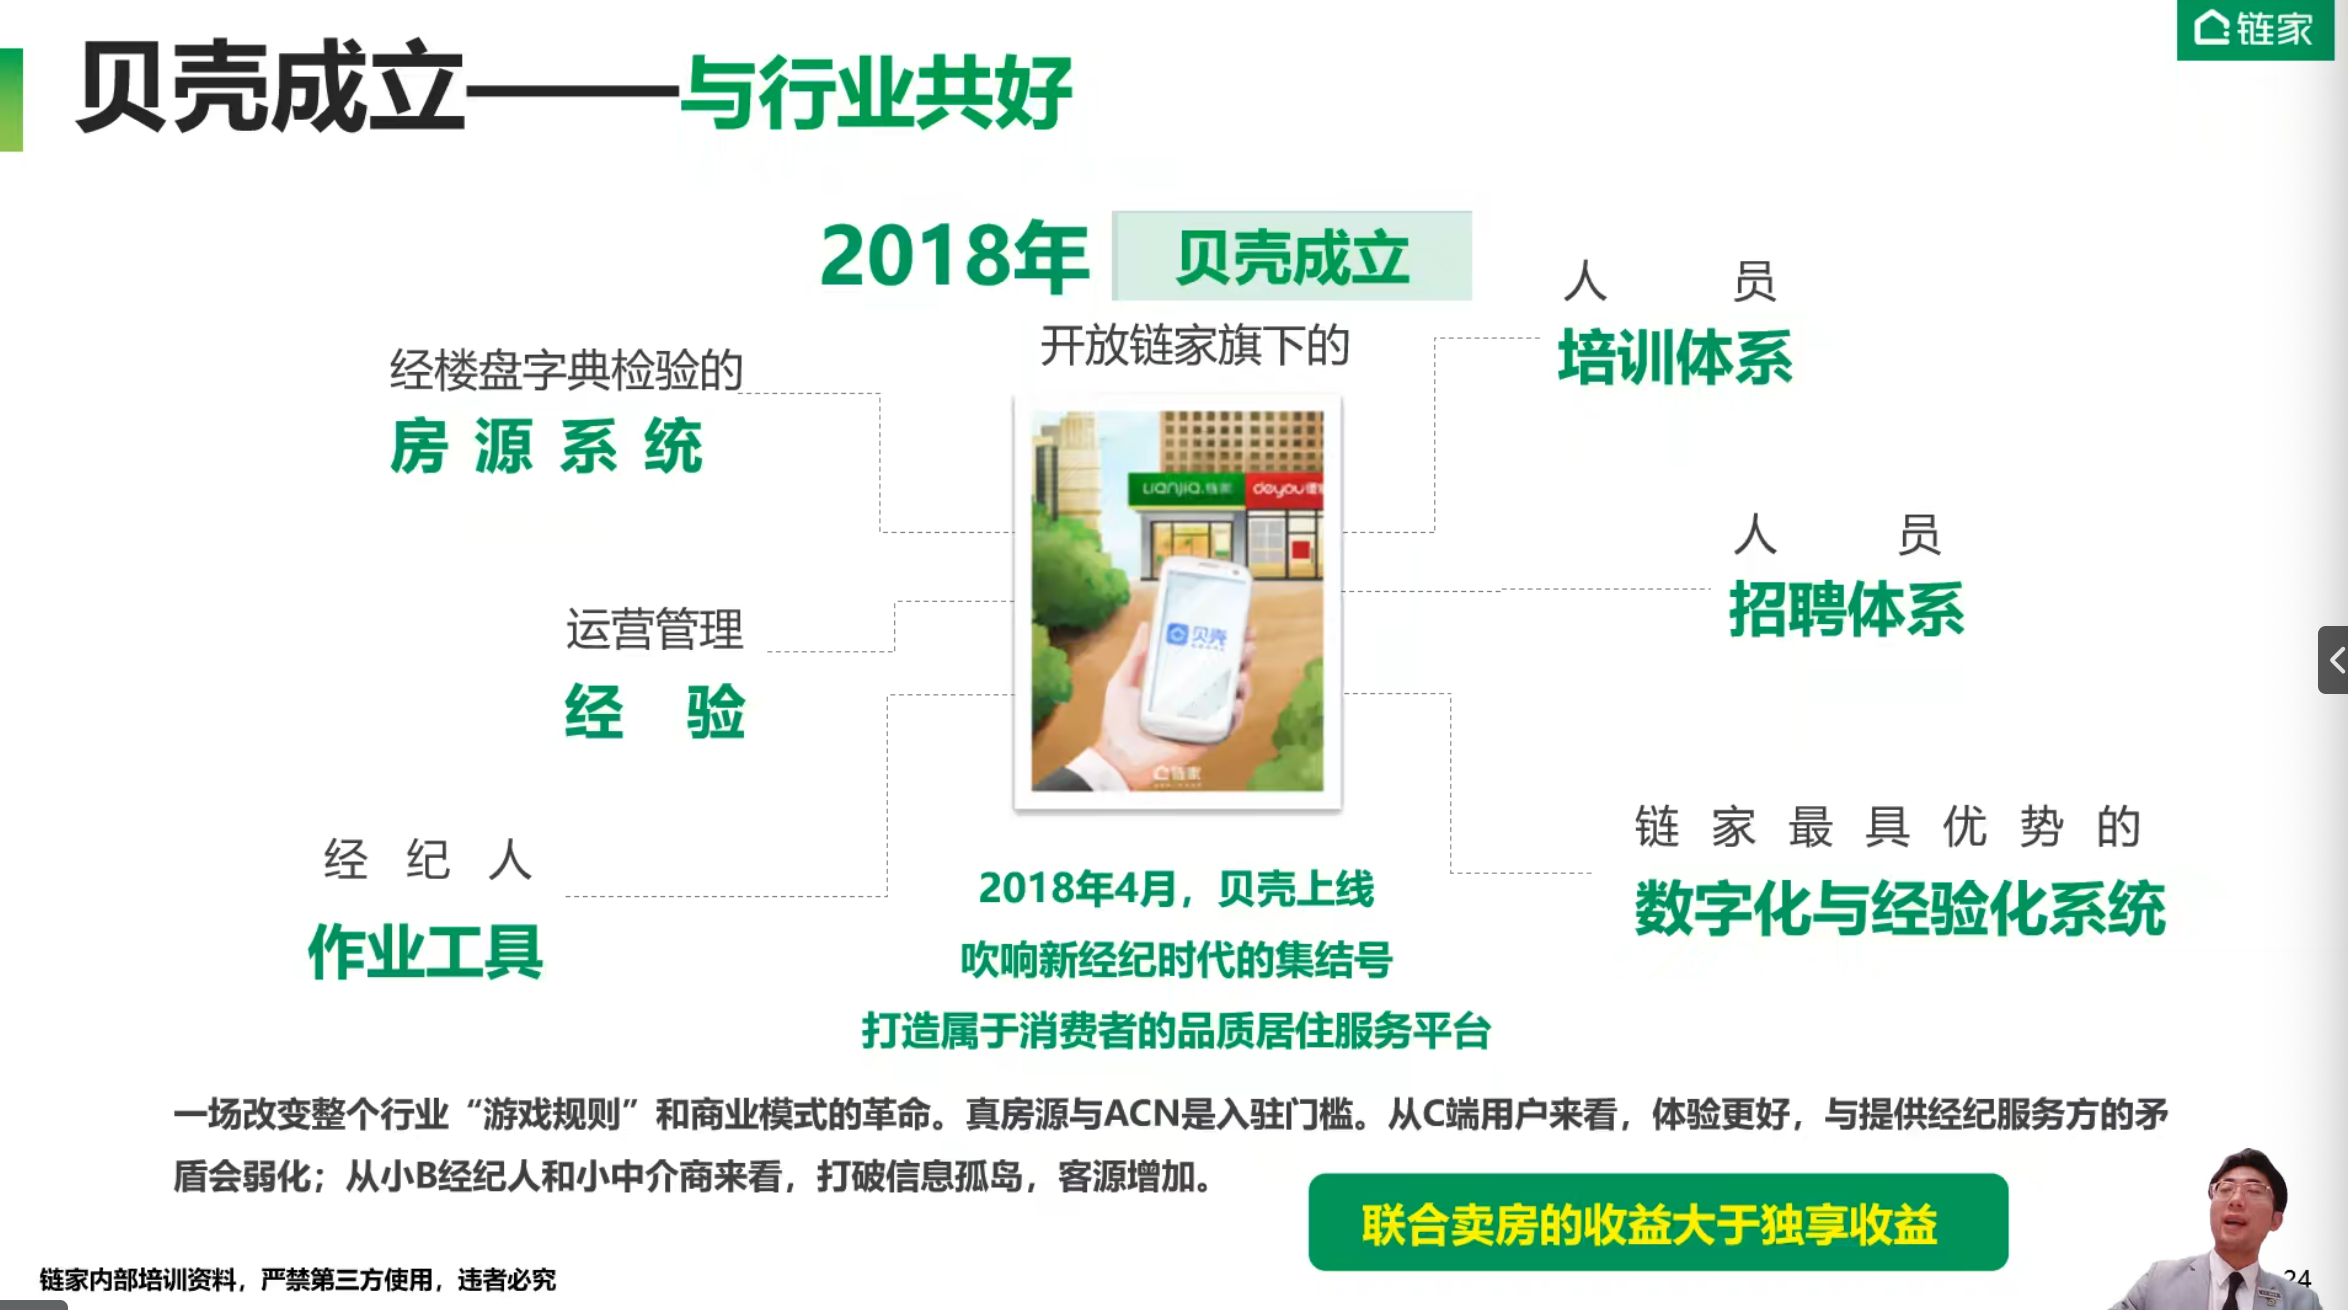 链家
贝壳成立——与行业共好
2018年 贝壳成立
开放链家旗下的
经楼盘字典检验的
房源系统
运营管理
经验
经纪人
作业工具
人员
培训体系
人员
招聘体系
链家最具优势的
数字化与经验化系统
Lianjia.链家
deyou
贝壳
链家
2018年4月，贝壳上线
吹响新经纪时代的集结号
打造属于消费者的品质居住服务平台
一场改变整个行业“游戏规则”和商业模式的革命。真房源与ACN是入驻门槛。从C端用户来看，体验更好，与提供经纪服务方的矛
盾会弱化；从小B经纪人和小中介商来看，打破信息孤岛，客源增加。
联合卖房的收益大于独享收益
链家内部培训资料，严禁第三方使用，违者必究
24